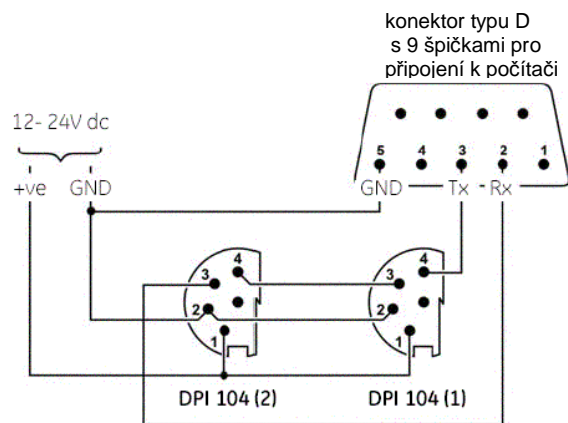 konektor typu D
s 9 špičkami pro
připojení k počítači
12- 24V dc
+ve GND
5 4 3 2 1
GND Tx Rx
3 4
2
1
3 4
2
1
DPI 104 (2) DPI 104 (1)